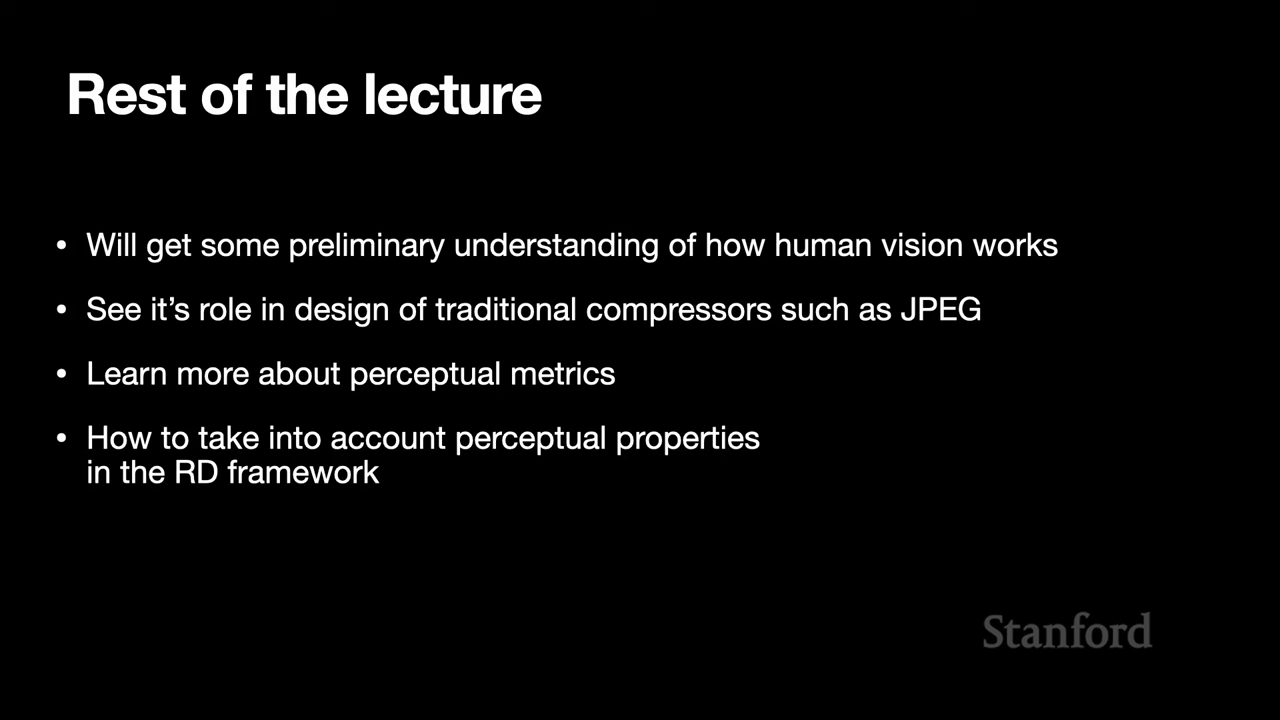 Rest of the lecture
• Will get some preliminary understanding of how human vision works
• See it's role in design of traditional compressors such as JPEG
• Learn more about perceptual metrics
• How to take into account perceptual properties
in the RD framework
Stanford